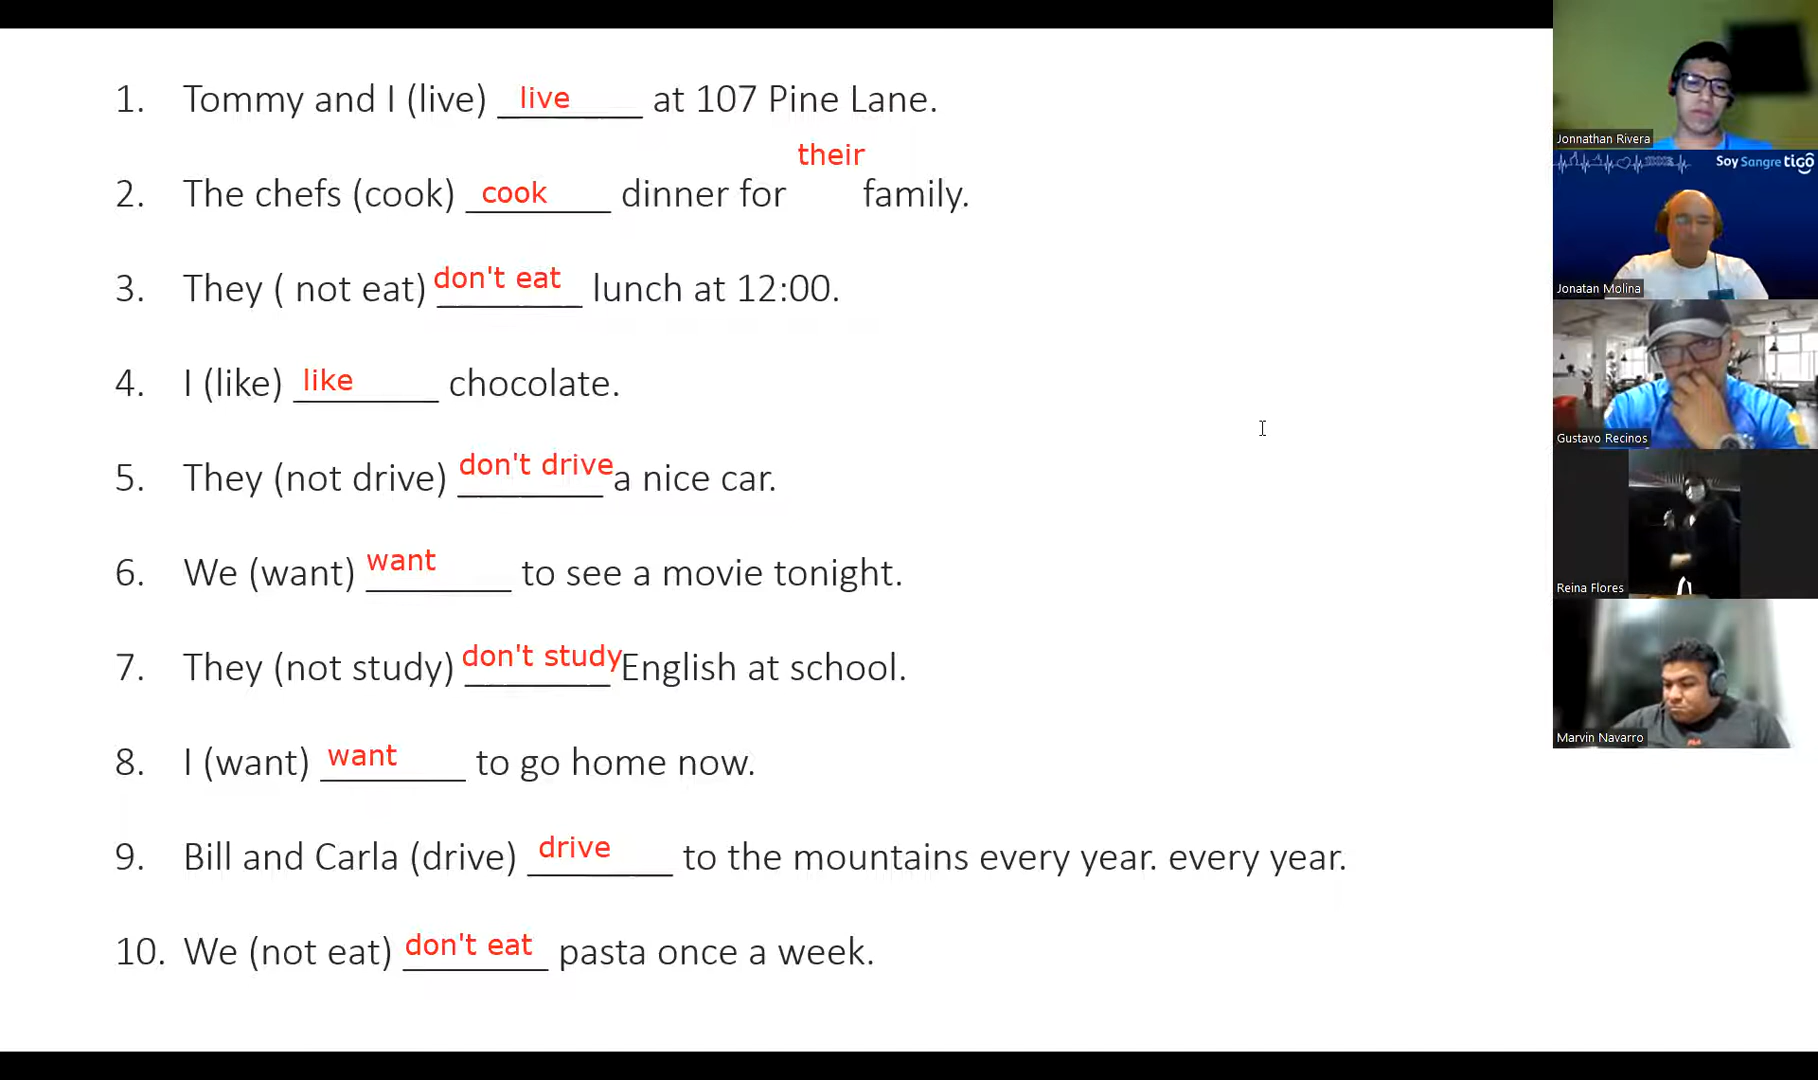 1. Tommy and I (live) live at 107 Pine Lane.
their
2. The chefs (cook) cook dinner for family.
3. They ( not eat) don't eat lunch at 12:00.
4. I (like) like chocolate.
5. They (not drive) don't drive a nice car.
6. We (want) want to see a movie tonight.
7. They (not study) don't study English at school.
8. I (want) want to go home now.
9. Bill and Carla (drive) drive to the mountains every year. every year.
10. We (not eat) don't eat pasta once a week.
Jonnathan Rivera
Soy Sangre tigo
Jonatan Molina
Gustavo Recinos
Reina Flores
Marvin Navarro